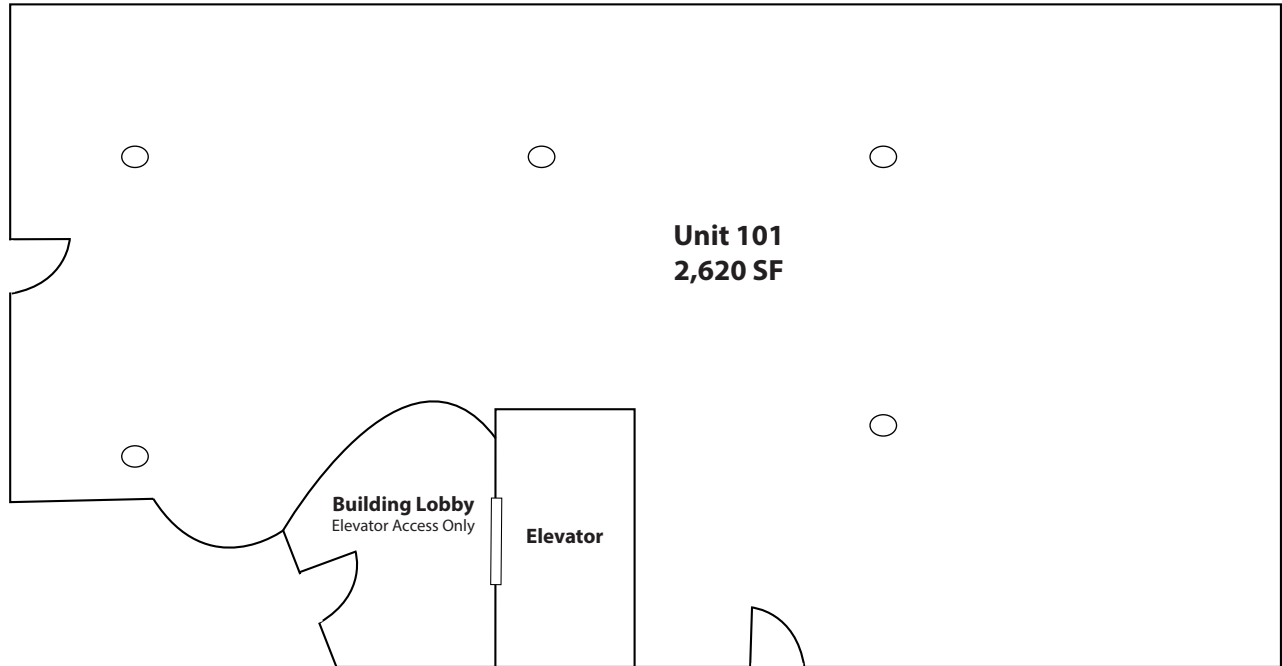 Unit 101
2,620 SF
Building Lobby
Elevator Access Only
Elevator